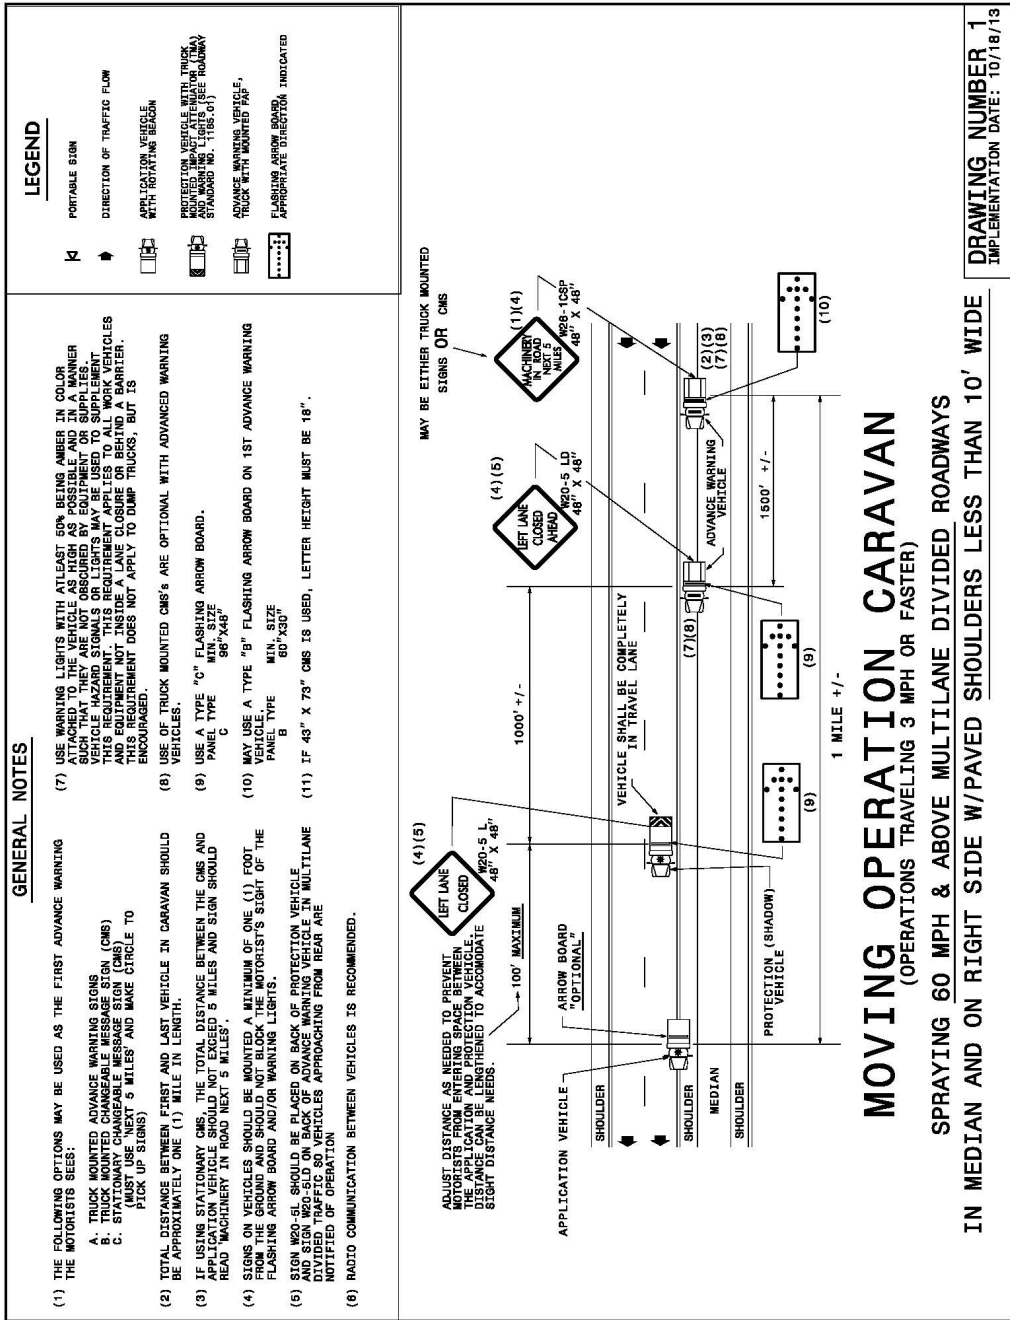 GENERAL NOTES
(1) THE FOLLOWING OPTIONS MAY BE USED AS THE FIRST ADVANCE WARNING
THE MOTORISTS SEES:
A. TRUCK MOUNTED ADVANCE WARNING SIGNS
B. TRUCK MOUNTED CHANGEABLE MESSAGE SIGN (CMS)
C. STATIONARY CHANGEABLE MESSAGE SIGN (CMS)
(MUST USE 'NEXT 5 MILES' AND MAKE CIRCLE TO
PICK UP SIGNS)
(2) TOTAL DISTANCE BETWEEN FIRST AND LAST VEHICLE IN CARAVAN SHOULD
BE APPROXIMATELY ONE (1) MILE IN LENGTH.
(3) IF USING STATIONARY CMS, THE TOTAL DISTANCE BETWEEN THE CMS AND
APPLICATION VEHICLE SHOULD NOT EXCEED 5 MILES AND SIGN SHOULD
READ 'MACHINERY IN ROAD NEXT 5 MILES'.
(4) SIGNS ON VEHICLES SHOULD BE MOUNTED A MINIMUM OF ONE (1) FOOT
FROM THE GROUND AND SHOULD NOT BLOCK THE MOTORIST'S SIGHT OF THE
FLASHING ARROW BOARD AND/OR WARNING LIGHTS.
(5) SIGN W20-5L SHOULD BE PLACED ON BACK OF PROTECTION VEHICLE
AND SIGN W20-5LD ON BACK OF ADVANCE WARNING VEHICLE IN MULTILANE
DIVIDED TRAFFIC SO VEHICLES APPROACHING FROM REAR ARE
NOTIFIED OF OPERATION
(6) RADIO COMMUNICATION BETWEEN VEHICLES IS RECOMMENDED.
(7) USE WARNING LIGHTS WITH ATLEAST 50% BEING AMBER IN COLOR
ATTACHED TO THE VEHICLE AS HIGH AS POSSIBLE AND IN A MANNER
SUCH THAT THEY ARE NOT OBSCURED BY EQUIPMENT OR SUPPLIES.
VEHICLE HAZARD SIGNALS OR LIGHTS MAY BE USED TO SUPPLEMENT
THIS REQUIREMENT. THIS REQUIREMENT APPLIES TO ALL WORK VEHICLES
AND EQUIPMENT NOT INSIDE A LANE CLOSURE OR BEHIND A BARRIER.
THIS REQUIREMENT DOES NOT APPLY TO DUMP TRUCKS, BUT IS
ENCOURAGED.
(8) USE OF TRUCK MOUNTED CMS's ARE OPTIONAL WITH ADVANCED WARNING
VEHICLES.
(9) USE A TYPE "C" FLASHING ARROW BOARD.
PANEL TYPE MIN. SIZE
C 96"X48"
(10) MAY USE A TYPE "B" FLASHING ARROW BOARD ON 1ST ADVANCE WARNING
VEHICLE.
PANEL TYPE MIN. SIZE
B 60"X30"
(11) IF 43" X 73" CMS IS USED, LETTER HEIGHT MUST BE 18".
LEGEND
PORTABLE SIGN
DIRECTION OF TRAFFIC FLOW
APPLICATION VEHICLE
WITH ROTATING BEACON
PROTECTION VEHICLE WITH TRUCK
MOUNTED IMPACT ATTENUATOR (TMA)
AND WARNING LIGHTS (SEE ROADWAY
STANDARD NO. 1165.01)
ADVANCE WARNING VEHICLE,
TRUCK WITH MOUNTED FAP
FLASHING ARROW BOARD,
APPROPRIATE DIRECTION INDICATED
MAY BE EITHER TRUCK MOUNTED
SIGNS OR CMS
(4)(5)
LEFT LANE
CLOSED
W20-5 L
48" X 48"
(4)(5)
LEFT LANE
CLOSED
AHEAD
W20-5 LD
48" X 48"
(1)(4)
MACHINERY
IN ROAD
NEXT 5
MILES
W26-1CSP
48" X 48"
ADJUST DISTANCE AS NEEDED TO PREVENT
MOTORISTS FROM ENTERING SPACE BETWEEN
THE APPLICATION AND PROTECTION VEHICLE.
DISTANCE CAN BE LENGTHENED TO ACCOMODATE
SIGHT DISTANCE NEEDS.
100' MAXIMUM
1000' +/-
APPLICATION VEHICLE
ARROW BOARD
"OPTIONAL"
VEHICLE SHALL BE COMPLETELY
IN TRAVEL LANE
SHOULDER
SHOULDER
MEDIAN
SHOULDER
PROTECTION (SHADOW)
VEHICLE
(7)(8)
ADVANCE WARNING
VEHICLE
(2)(3)
(7)(8)
1500' +/-
(9)
(9)
(10)
1 MILE +/-
MOVING OPERATION CARAVAN
(OPERATIONS TRAVELING 3 MPH OR FASTER)
SPRAYING 60 MPH & ABOVE MULTILANE DIVIDED ROADWAYS
IN MEDIAN AND ON RIGHT SIDE W/PAVED SHOULDERS LESS THAN 10' WIDE
DRAWING NUMBER 1
IMPLEMENTATION DATE: 10/18/13